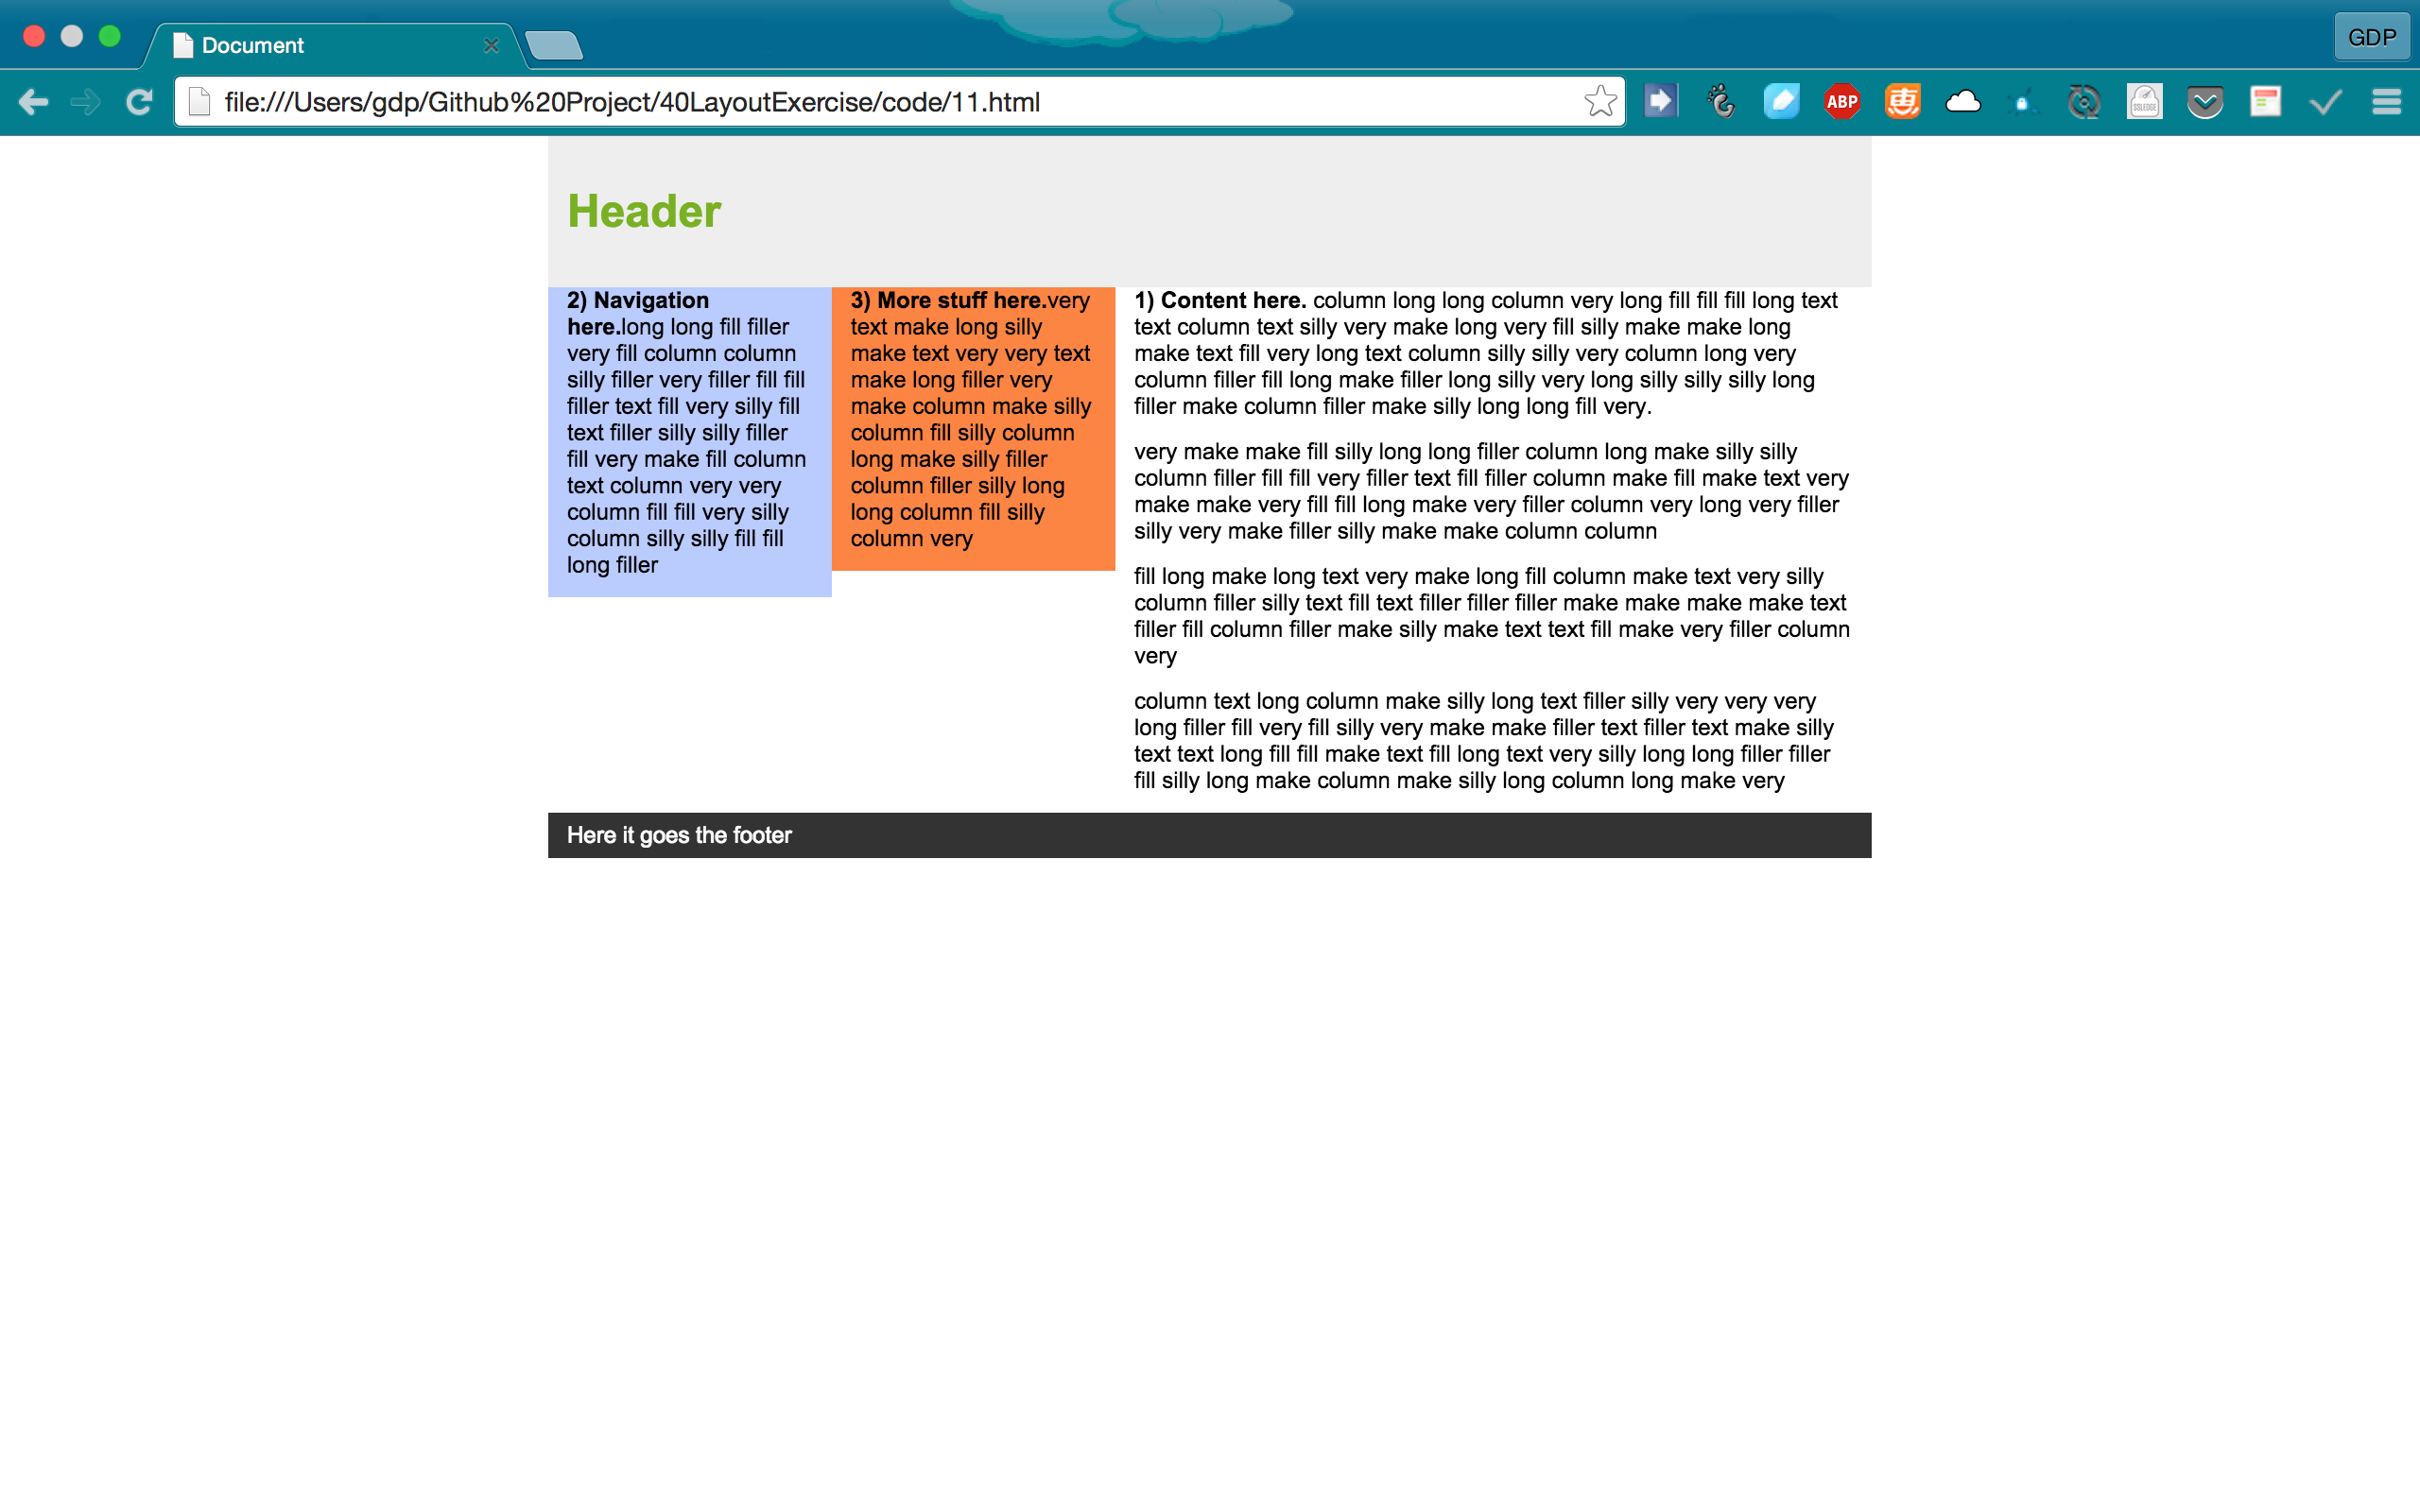 Document
GDP
file:///Users/gdp/Github%20Project/40LayoutExercise/code/11.html
ABP
惠
SSLEDGE
Header
2) Navigation
here.long long fill filler
very fill column column
silly filler very filler fill fill
filler text fill very silly fill
text filler silly silly filler
fill very make fill column
text column very very
column fill fill very silly
column silly silly fill fill
long filler
3) More stuff here.very
text make long silly
make text very very text
make long filler very
make column make silly
column fill silly column
long make silly filler
column filler silly long
long column fill silly
column very
1) Content here. column long long column very long fill fill fill long text
text column text silly very make long very fill silly make make long
make text fill very long text column silly silly very column long very
column filler fill long make filler long silly very long silly silly silly long
filler make column filler make silly long long fill very.
very make make fill silly long long filler column long make silly silly
column filler fill fill very filler text fill filler column make fill make text very
make make very fill fill long make very filler column very long very filler
silly very make filler silly make make column column
fill long make long text very make long fill column make text very silly
column filler silly text fill text filler filler filler make make make make text
filler fill column filler make silly make text text fill make very filler column
very
column text long column make silly long text filler silly very very very
long filler fill very fill silly very make make filler text filler text make silly
text text long fill fill make text fill long text very silly long long filler filler
fill silly long make column make silly long column long make very
Here it goes the footer